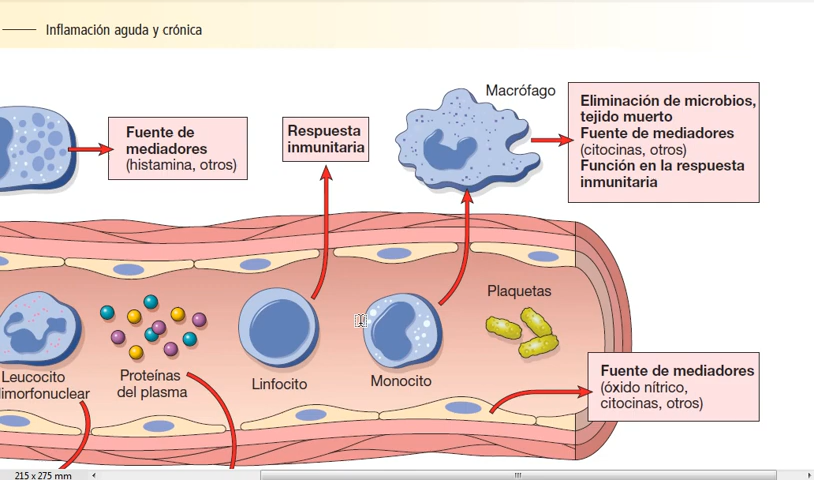 Inflamación aguda y crónica
Macrófago
Fuente de
mediadores
(histamina, otros)
Respuesta
inmunitaria
Eliminación de microbios,
tejido muerto
Fuente de mediadores
(citocinas, otros)
Función en la respuesta
inmunitaria
Plaquetas
Leucocito
limorfonuclear
Proteínas
del plasma
Linfocito
Monocito
Fuente de mediadores
(óxido nítrico,
citocinas, otros)
215 x 275 mm